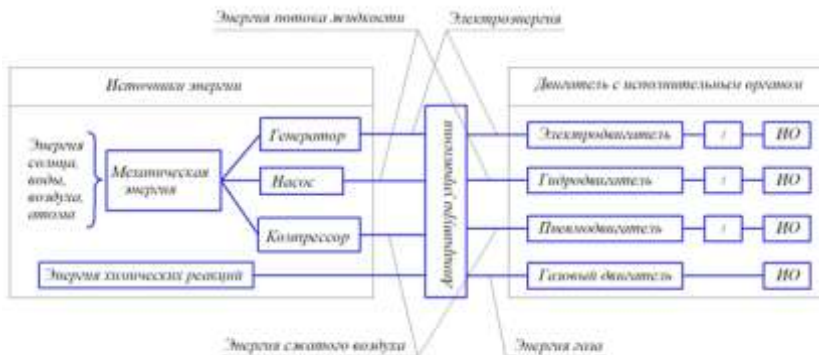 Энергия потока жидкости
Электроэнергия
Источники энергии
Двигатель с исполнительным органом
Энергия
солнца,
воды,
воздуха,
атома
Механическая
энергия
Генератор
Насос
Компрессор
Энергия химических реакций
Аппаратура управления
Электродвигатель
ИО
Гидродвигатель
ИО
Пневмодвигатель
ИО
Газовый двигатель
ИО
Энергия сжатого воздуха
Энергия газа